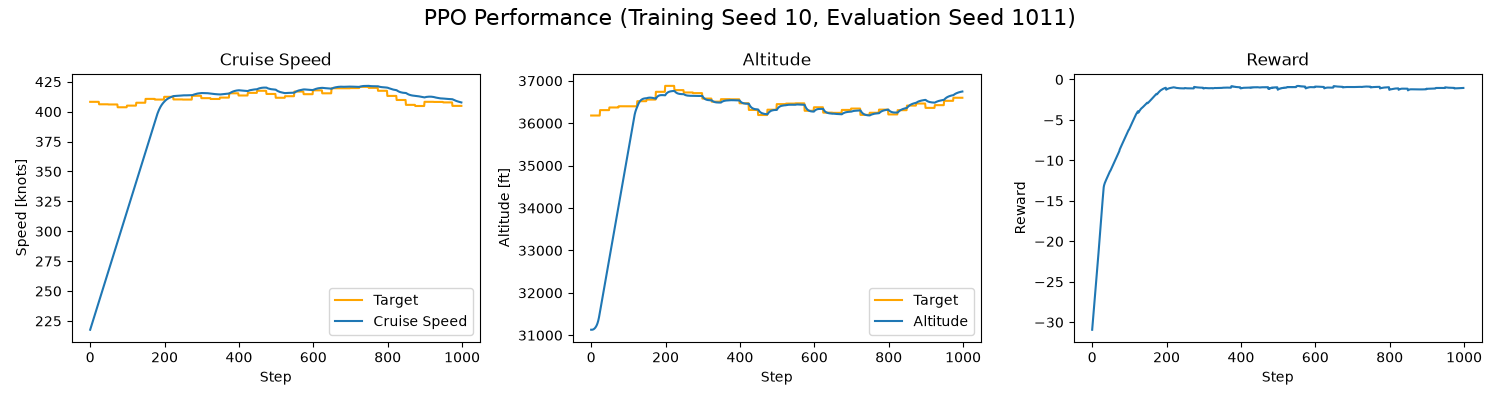 PPO Performance (Training Seed 10, Evaluation Seed 1011)
Cruise Speed
425
400
375
350
325
300
275
250
225
Speed [knots]
0 200 400 600 800 1000
Step
Target
Cruise Speed
Altitude
37000
36000
35000
34000
33000
32000
31000
Altitude [ft]
0 200 400 600 800 1000
Step
Target
Altitude
Reward
0
−5
−10
−15
−20
−25
−30
Reward
0 200 400 600 800 1000
Step